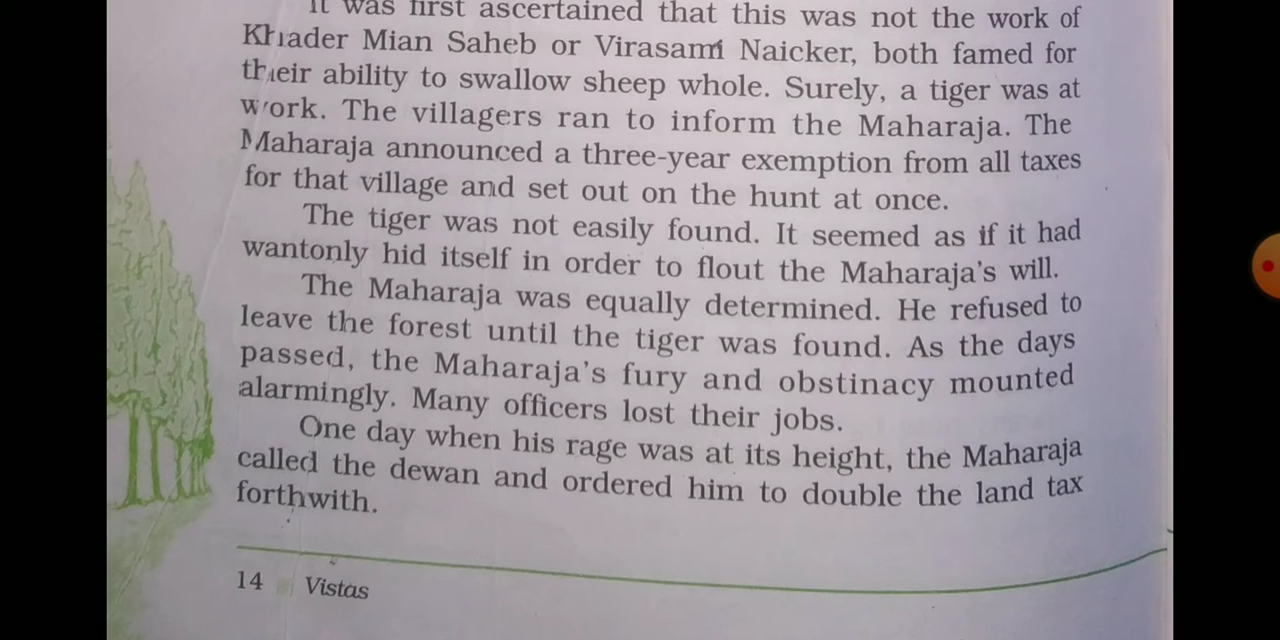 It was first ascertained that this was not the work of
Khader Mian Saheb or Virasami Naicker, both famed for
their ability to swallow sheep whole. Surely, a tiger was at
work. The villagers ran to inform the Maharaja. The
Maharaja announced a three-year exemption from all taxes
for that village and set out on the hunt at once.
The tiger was not easily found. It seemed as if it had
wantonly hid itself in order to flout the Maharaja's will.
The Maharaja was equally determined. He refused to
leave the forest until the tiger was found. As the days
passed, the Maharaja's fury and obstinacy mounted
alarmingly. Many officers lost their jobs.
One day when his rage was at its height, the Maharaja
called the dewan and ordered him to double the land tax
forthwith.
14 Vistas